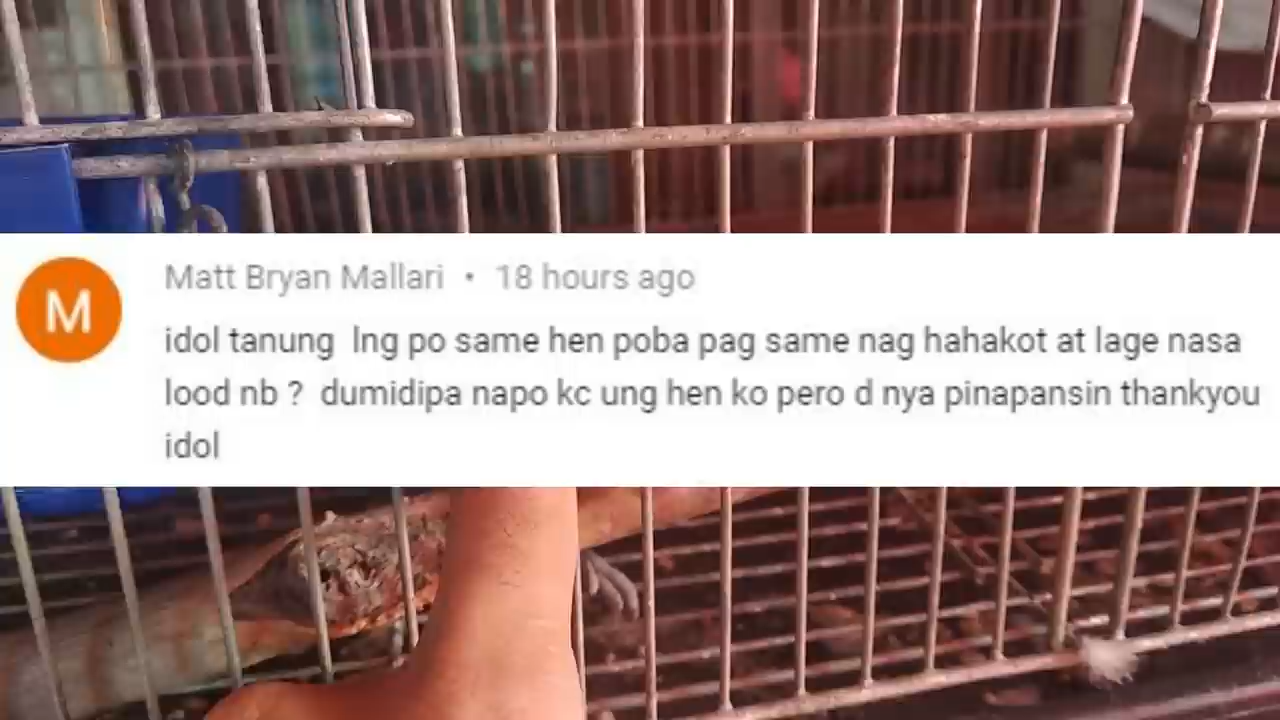 M
Matt Bryan Mallari • 18 hours ago
idol tanung lng po same hen poba pag same nag hahakot at lage nasa
lood nb ? dumidipa napo kc ung hen ko pero d nya pinapansin thankyou
idol